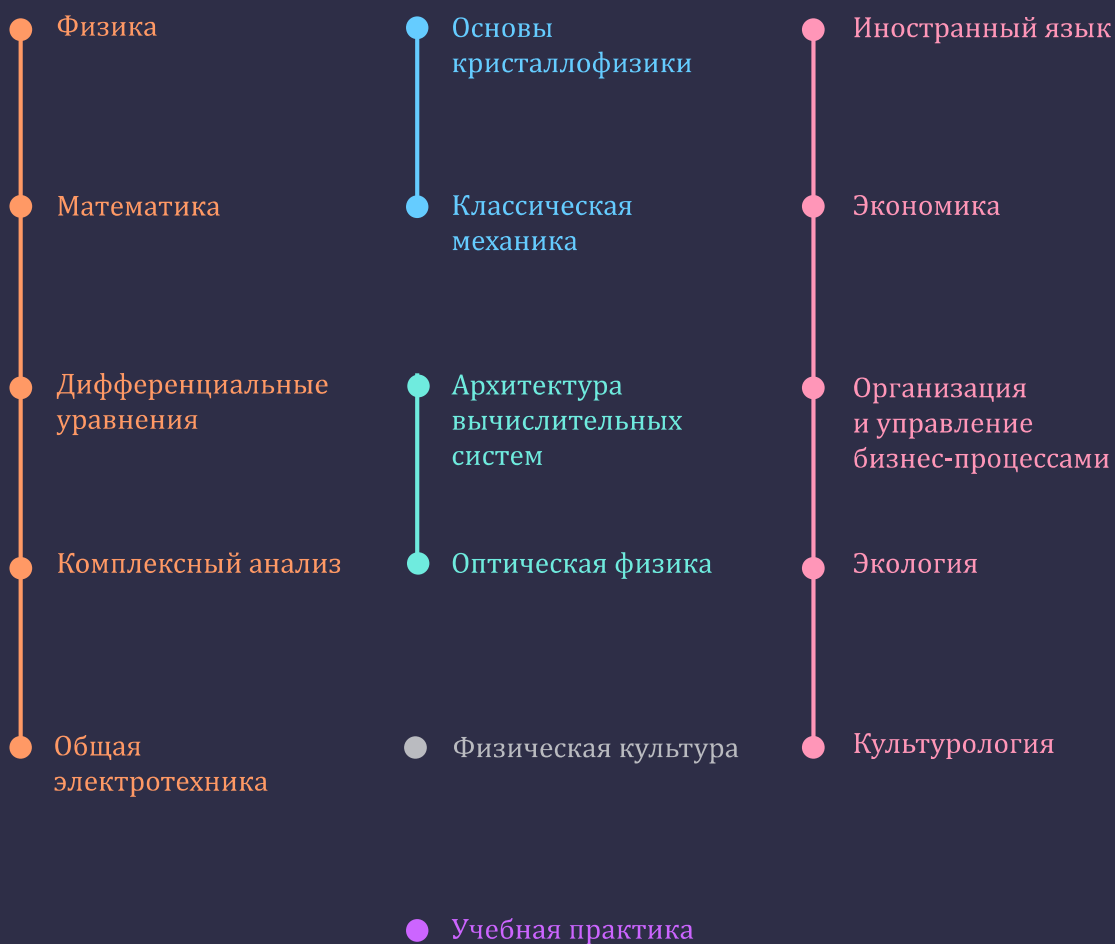 Физика
Математика
Дифференциальные
уравнения
Комплексный анализ
Общая
электротехника
Основы
кристаллофизики
Классическая
механика
Архитектура
вычислительных
систем
Оптическая физика
Физическая культура
Учебная практика
Иностранный язык
Экономика
Организация
и управление
бизнес-процессами
Экология
Культурология